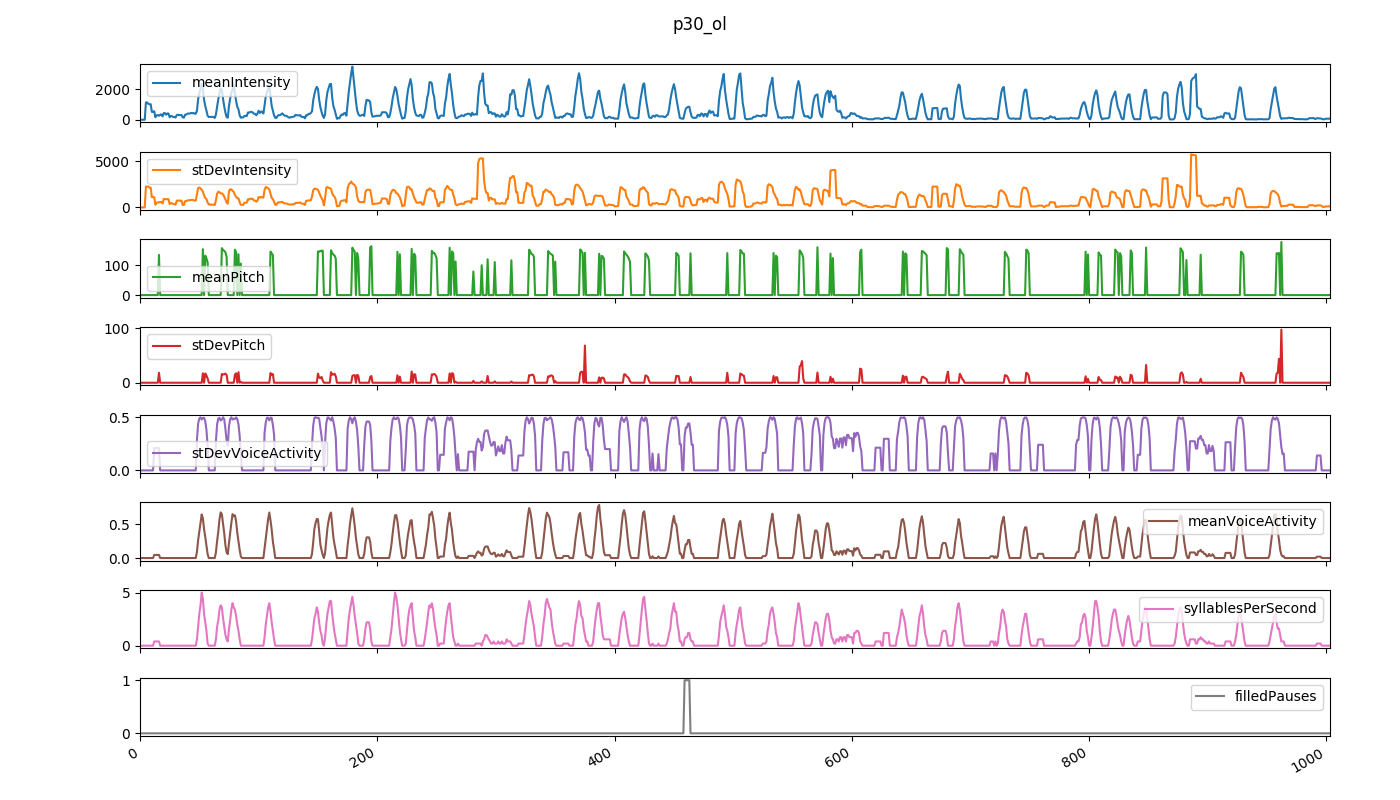 p30_ol
meanIntensity
2000
0
stDevIntensity
5000
0
meanPitch
100
0
stDevPitch
100
0
stDevVoiceActivity
0.5
0.0
meanVoiceActivity
0.5
0.0
syllablesPerSecond
5
0
filledPauses
1
0
0 200 400 600 800 1000